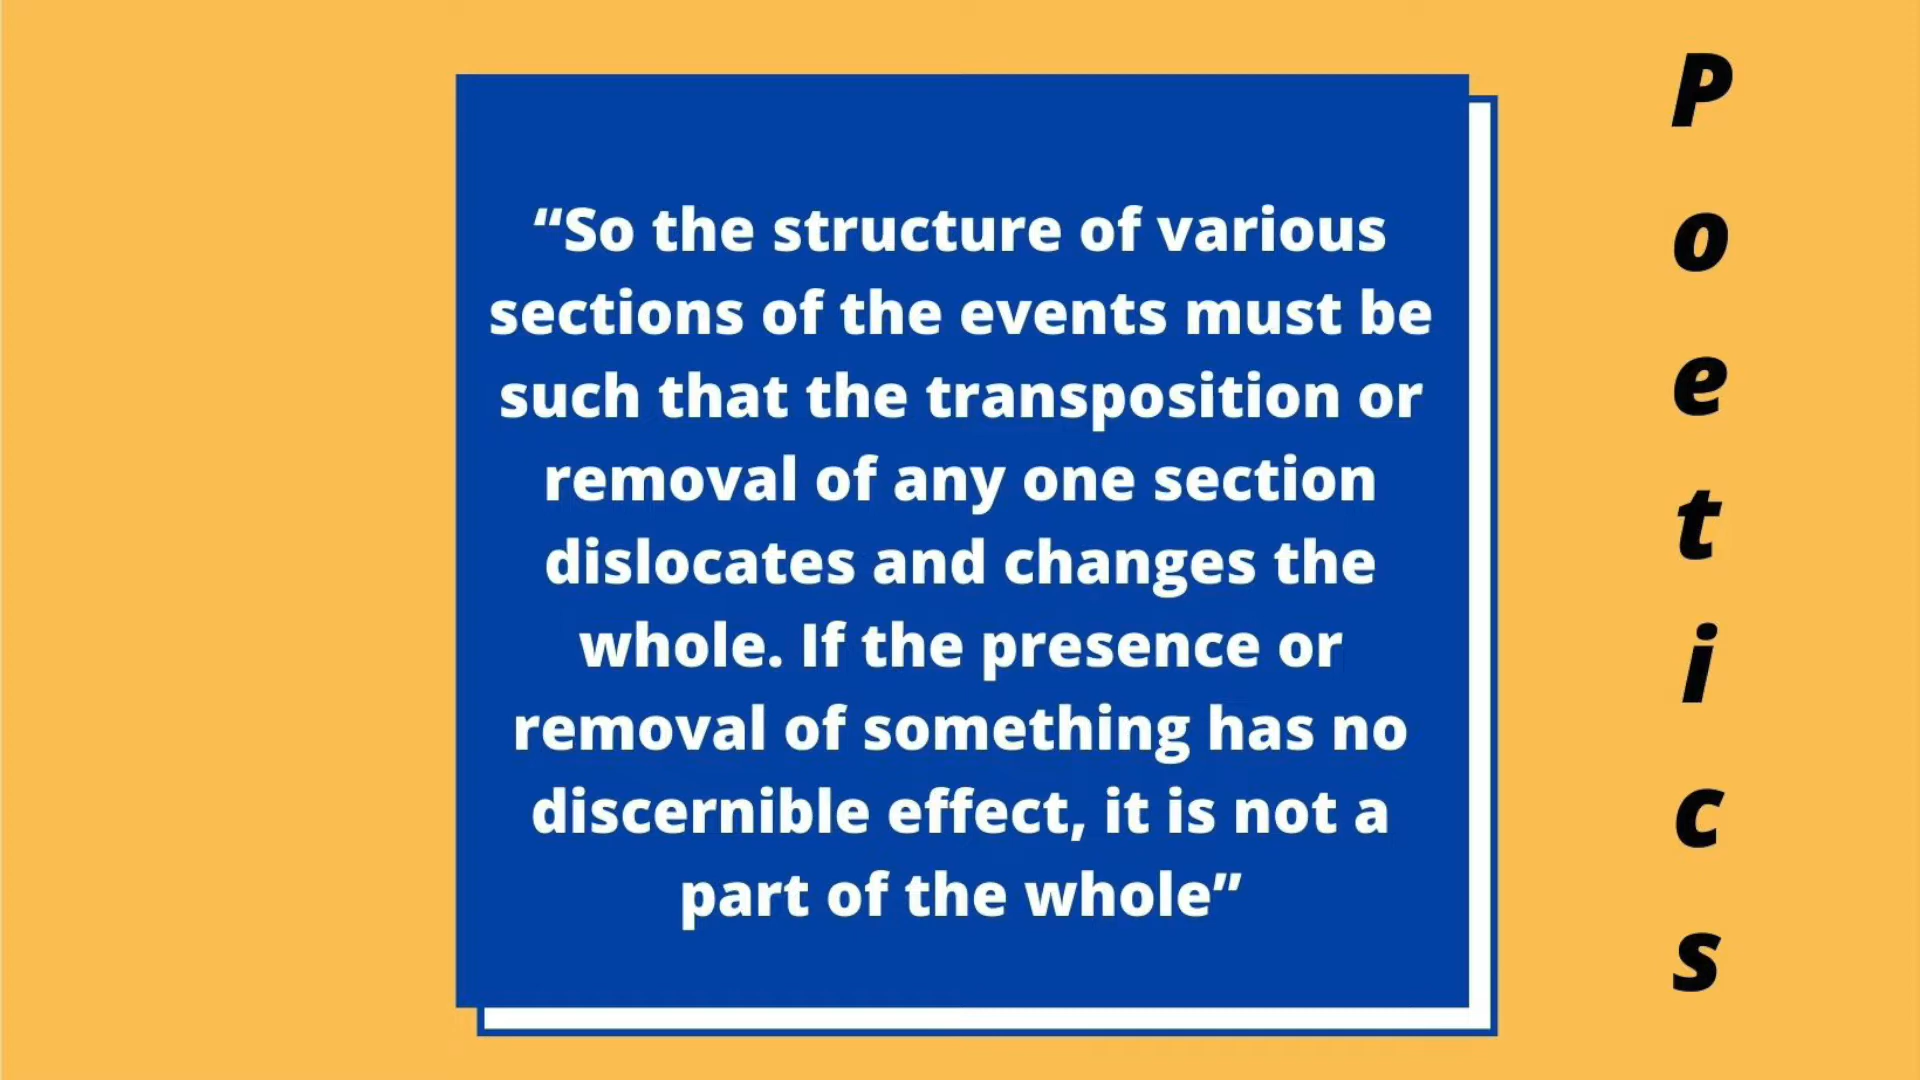 “So the structure of various
sections of the events must be
such that the transposition or
removal of any one section
dislocates and changes the
whole. If the presence or
removal of something has no
discernible effect, it is not a
part of the whole”
Poetics